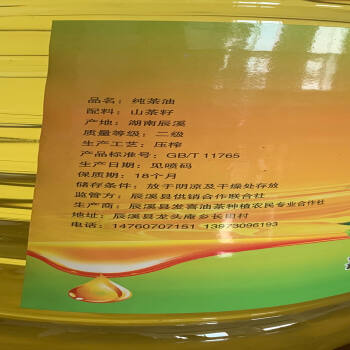 品名：纯茶油
配料：山茶籽
产地：湖南辰溪
质量等级：二级
生产工艺：压榨
产品标准号：GB/T 11765
生产日期：见喷码
保质期：18个月
储存条件：放于阴凉及干燥处存放
监管方：辰溪县供销合作联合社
生产商：辰溪县发喜油茶种植农民专业合作社
地址：辰溪县龙头庵乡长田村
电话：14760707151 13973096193